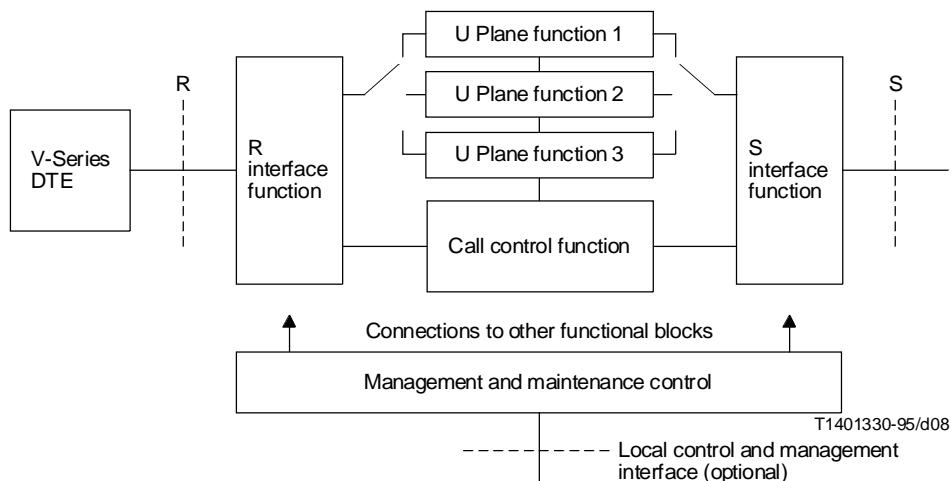 U Plane function 1
R
U Plane function 2
S
V-Series
DTE
R
interface
function
U Plane function 3
S
interface
function
Call control function
Connections to other functional blocks
Management and maintenance control
T1401330-95/d08
Local control and management
interface (optional)